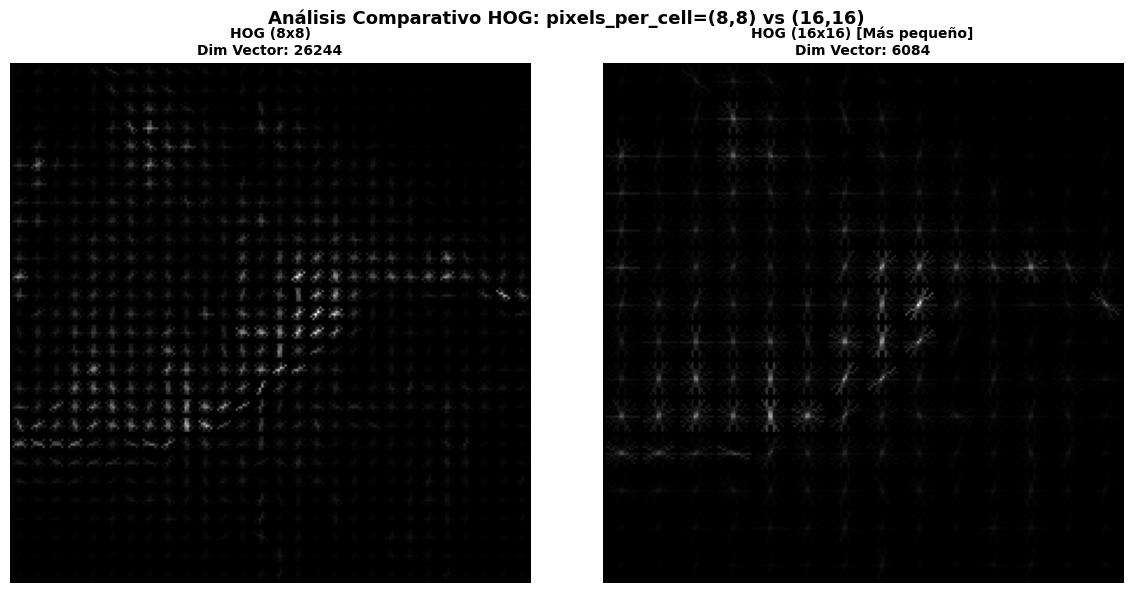 Análisis Comparativo HOG: pixels_per_cell=(8,8) vs (16,16)
HOG (8x8)
Dim Vector: 26244
HOG (16x16) [Más pequeño]
Dim Vector: 6084